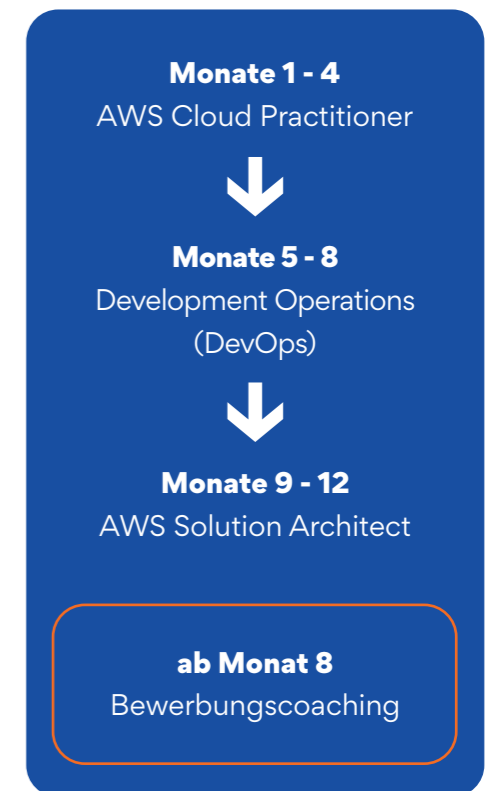 Monate 1 - 4
AWS Cloud Practitioner
Monate 5 - 8
Development Operations
(DevOps)
Monate 9 - 12
AWS Solution Architect
ab Monat 8
Bewerbungscoaching